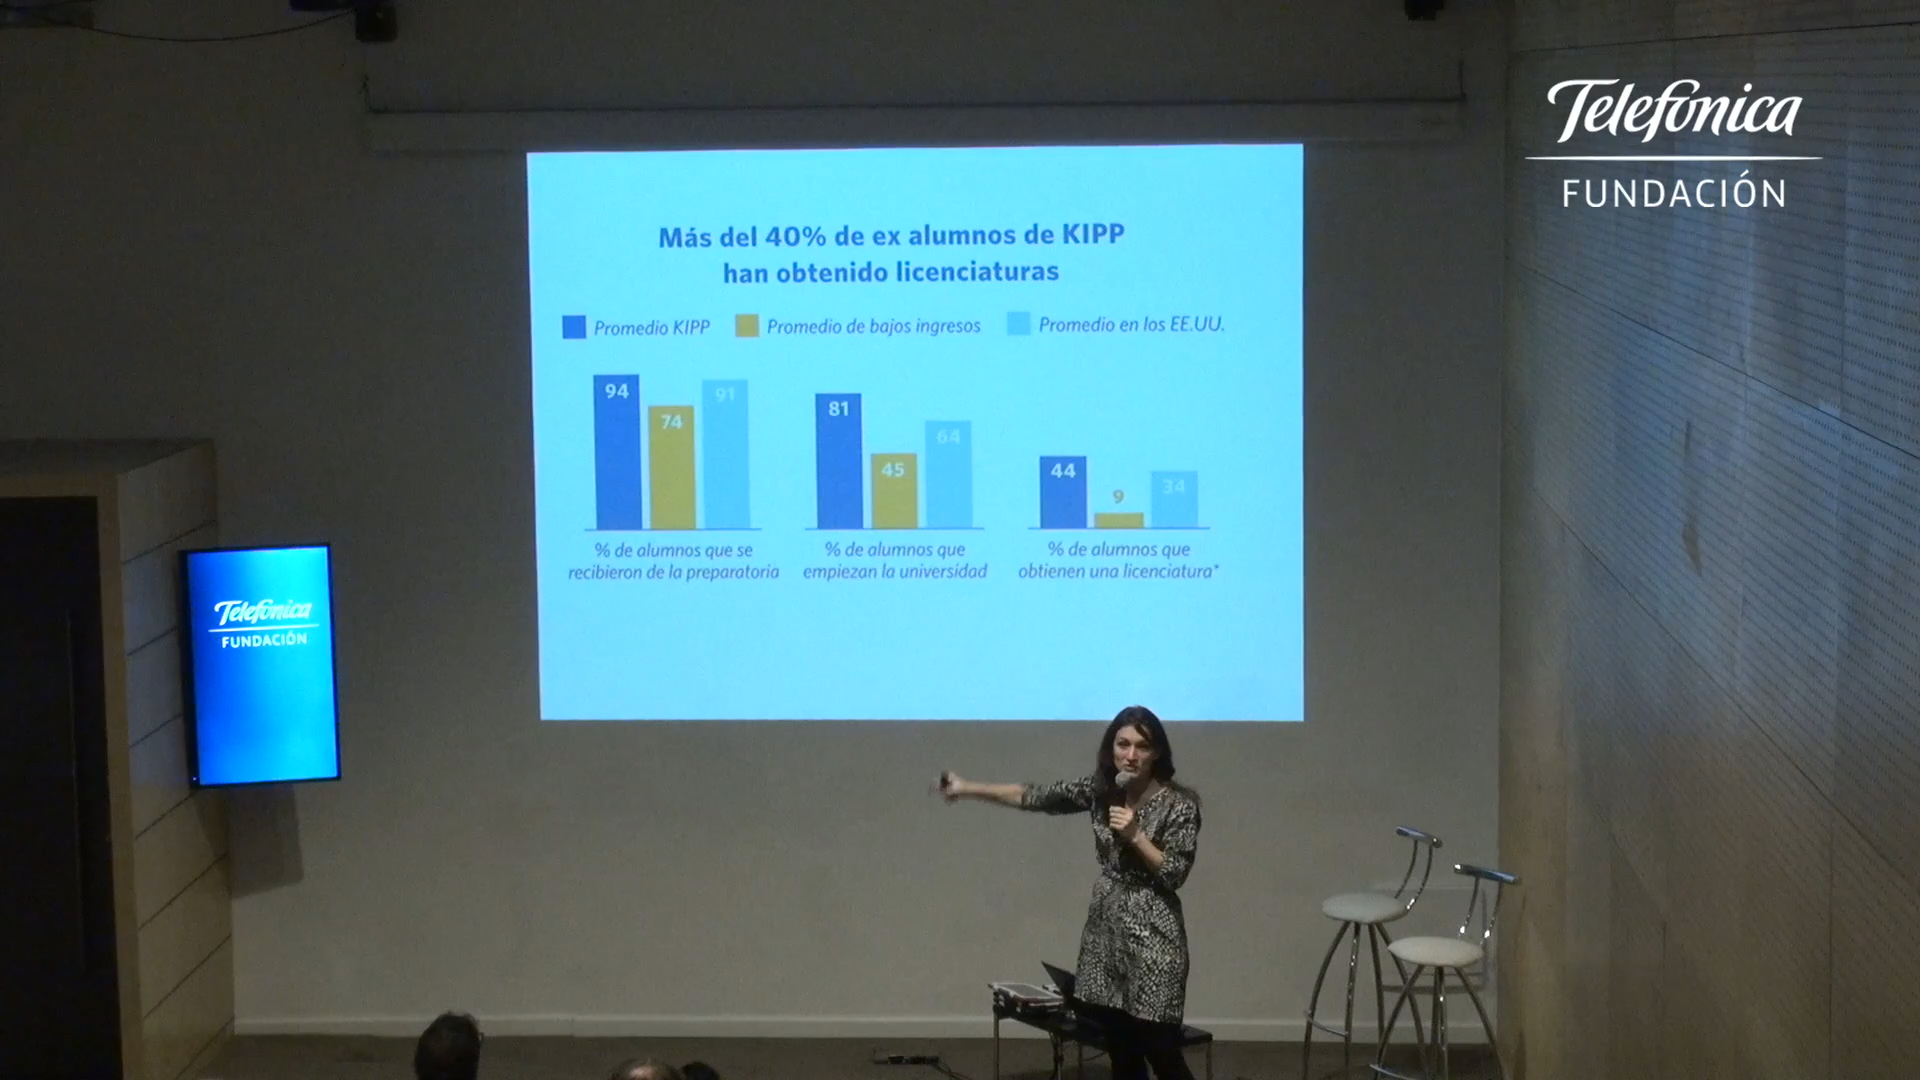 Telefónica
FUNDACIÓN
Más del 40% de ex alumnos de KIPP
han obtenido licenciaturas
Promedio KIPP
Promedio de bajos ingresos
Promedio en los EE.UU.
94
74
91
81
45
64
44
9
34
% de alumnos que se
recibieron de la preparatoria
% de alumnos que
empiezan la universidad
% de alumnos que
obtienen una licenciatura*
Telefónica
FUNDACIÓN